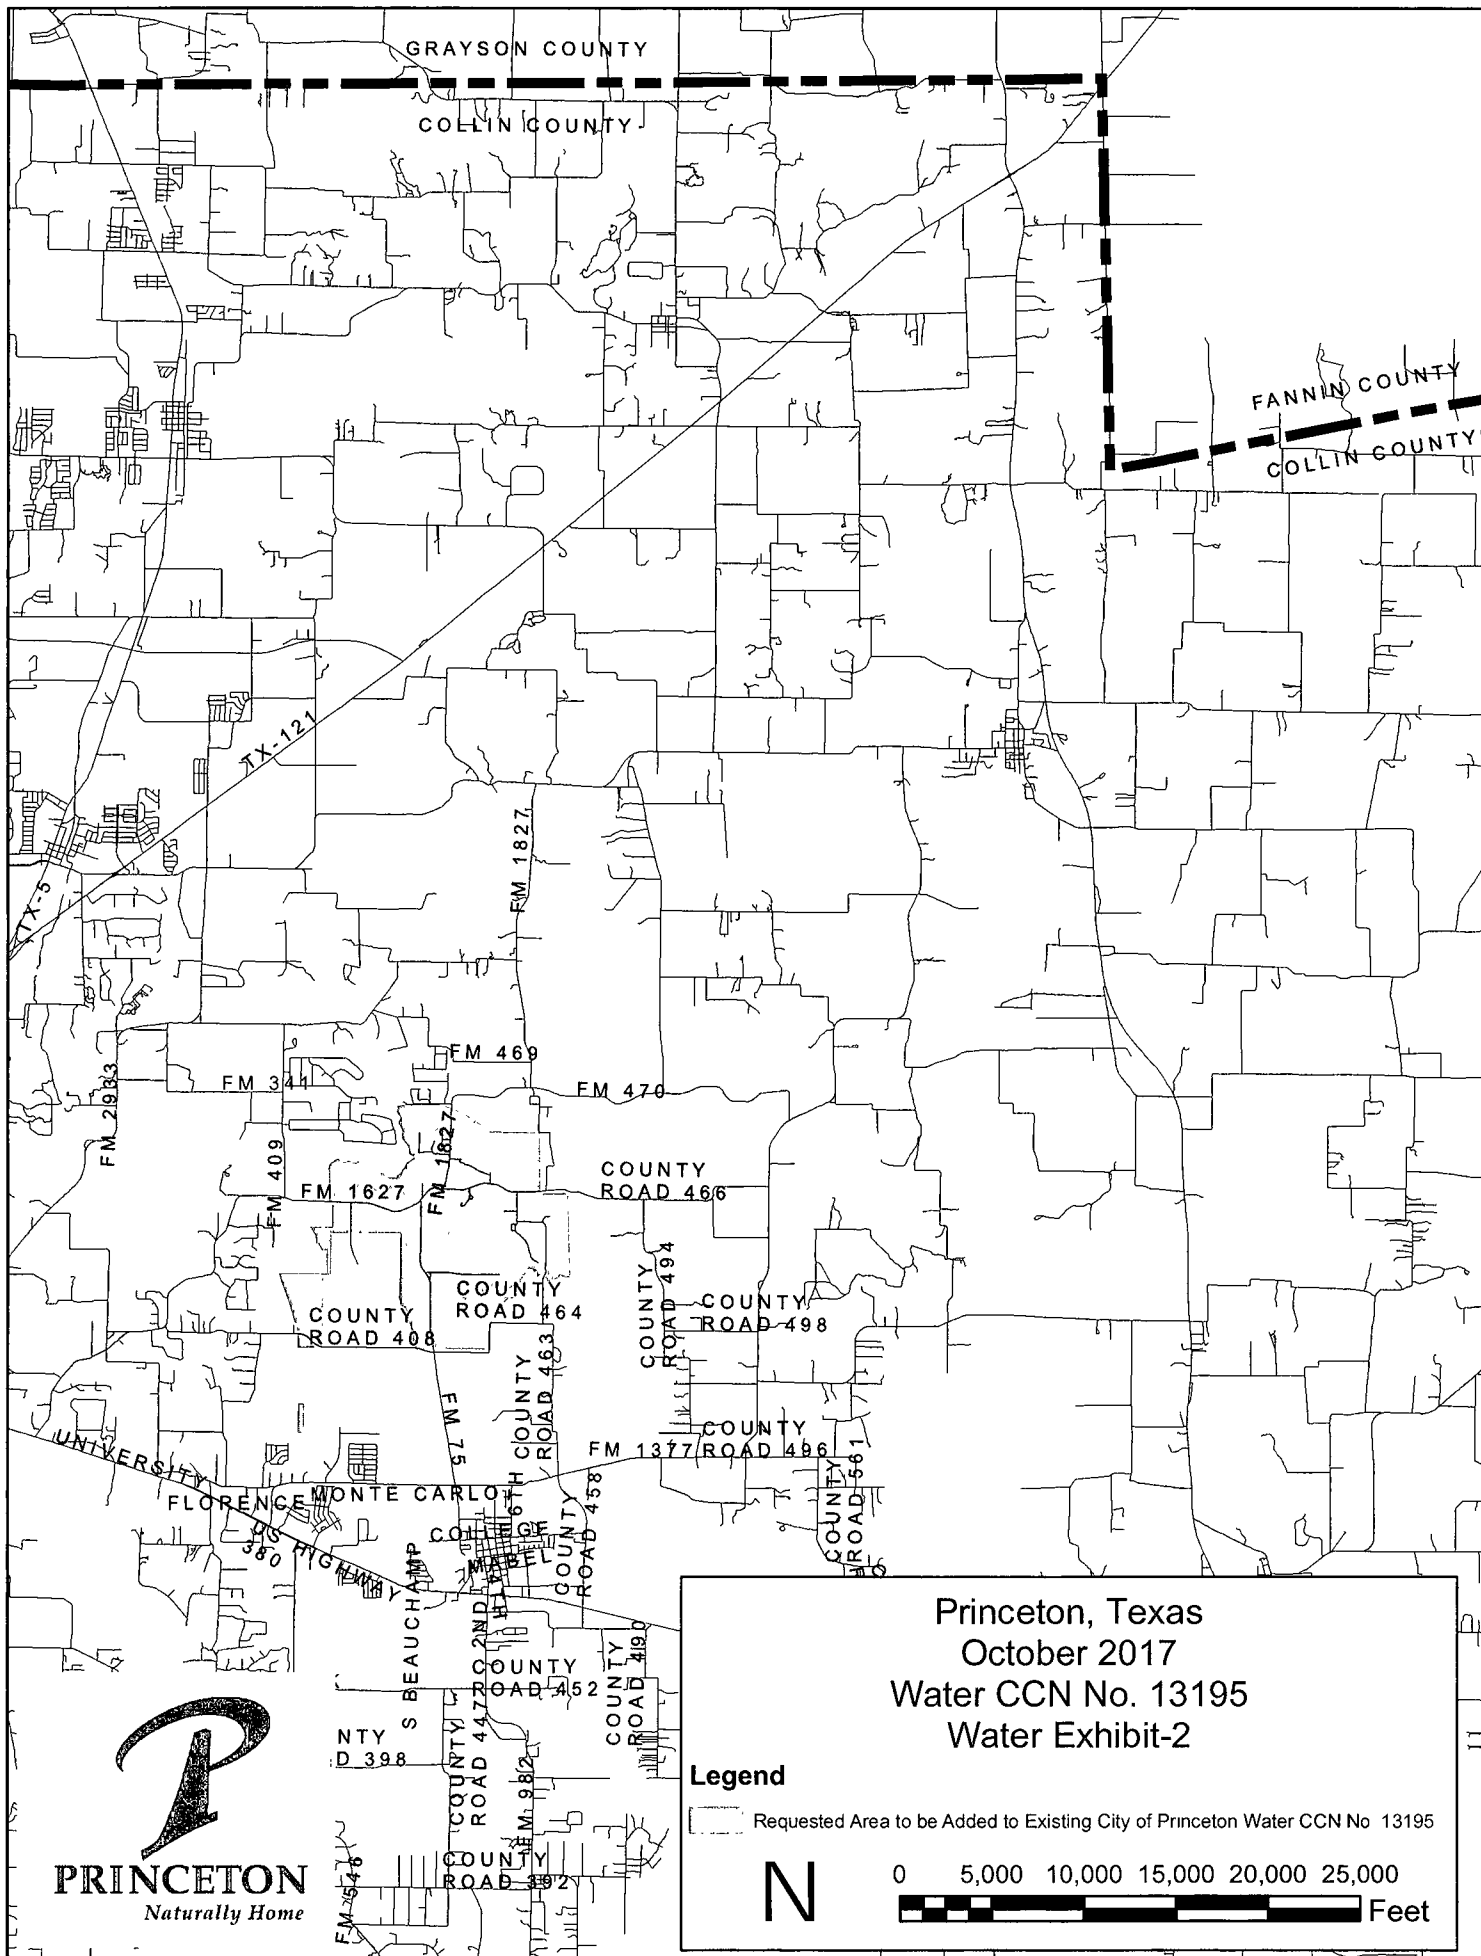 GRAYSON COUNTY
COLLIN COUNTY
FANNIN COUNTY
COLLIN COUNTY
TX-121
FM 1827
TX-5
FM 469
FM 341
FM 470
FM 2933
FM 409
FM 1827
FM 1627
COUNTY
ROAD 466
COUNTY
ROAD 494
COUNTY
ROAD 464
COUNTY
ROAD 498
COUNTY
ROAD 408
COUNTY
ROAD 463
FM 75
COUNTY
ROAD 496
FM 1377
UNIVERSITY
FLORENCE
MONTE CARLO
6TH
COUNTY
ROAD 458
COUNTY
ROAD 561
COLLEGE
US HIGHWAY
380
MABEL
S BEAUCHAMP
2ND
4TH
COUNTY
ROAD 447
COUNTY
ROAD 452
COUNTY
ROAD 490
NTY
D 398
FM 982
COUNTY
ROAD 392
FM 546
P
PRINCETON
Naturally Home
Princeton, Texas
October 2017
Water CCN No. 13195
Water Exhibit-2
Legend
Requested Area to be Added to Existing City of Princeton Water CCN No 13195
N
0 5,000 10,000 15,000 20,000 25,000
Feet